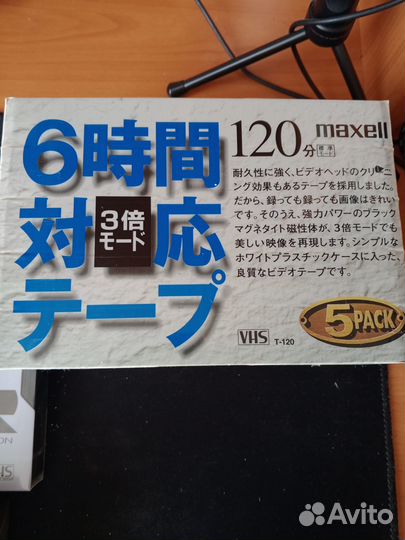 6時間
対3倍モード応
テープ
120分 標準モード maxell
耐久性に強く、ビデオヘッドのクリーニ
ング効果もあるテープを採用しました。
だから、録っても録っても画像はきれい
です。そのうえ、強力パワーのブラック
マグネタイト磁性体が、3倍モードでも
美しい映像を再現します。シンプルな
ホワイトプラスチックケースに入った、
良質なビデオテープです。
5PACK
VHS T-120
Avito